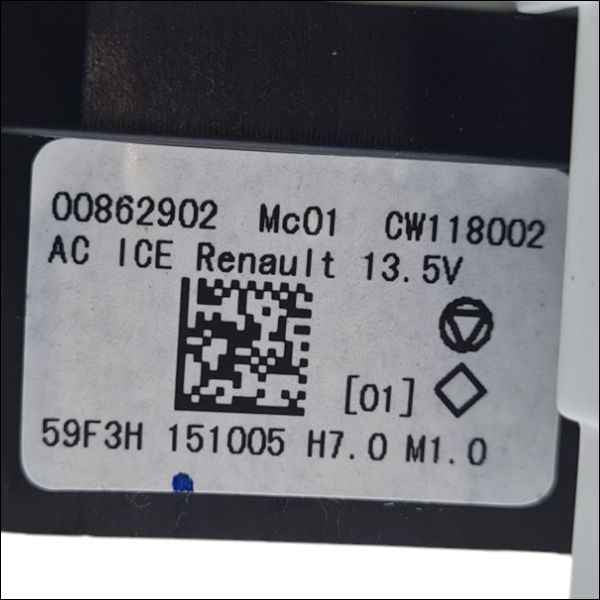 00862902 Mc01 CW118002
AC ICE Renault 13.5V
[01]
59F3H 151005 H7.0 M1.0